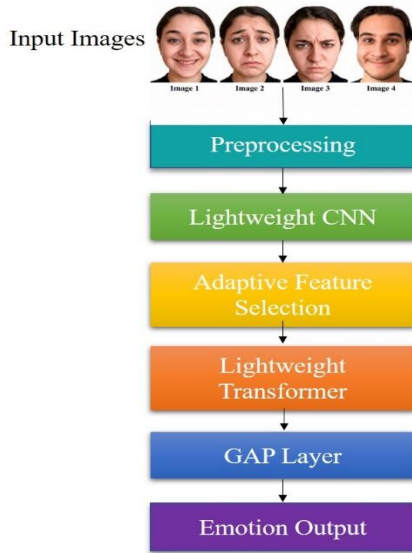 Input Images
Image 1 Image 2 Image 3 Image 4
Preprocessing
Lightweight CNN
Adaptive Feature
Selection
Lightweight
Transformer
GAP Layer
Emotion Output